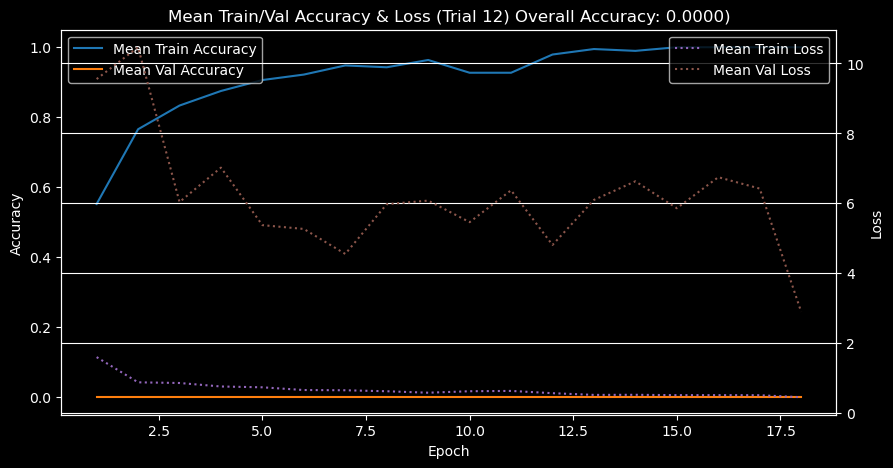 Mean Train/Val Accuracy & Loss (Trial 12) Overall Accuracy: 0.0000)
Mean Train Accuracy
Mean Val Accuracy
Mean Train Loss
Mean Val Loss
1.0
0.8
0.6
0.4
0.2
0.0
Accuracy
10
8
6
4
2
0
Loss
2.5 5.0 7.5 10.0 12.5 15.0 17.5
Epoch